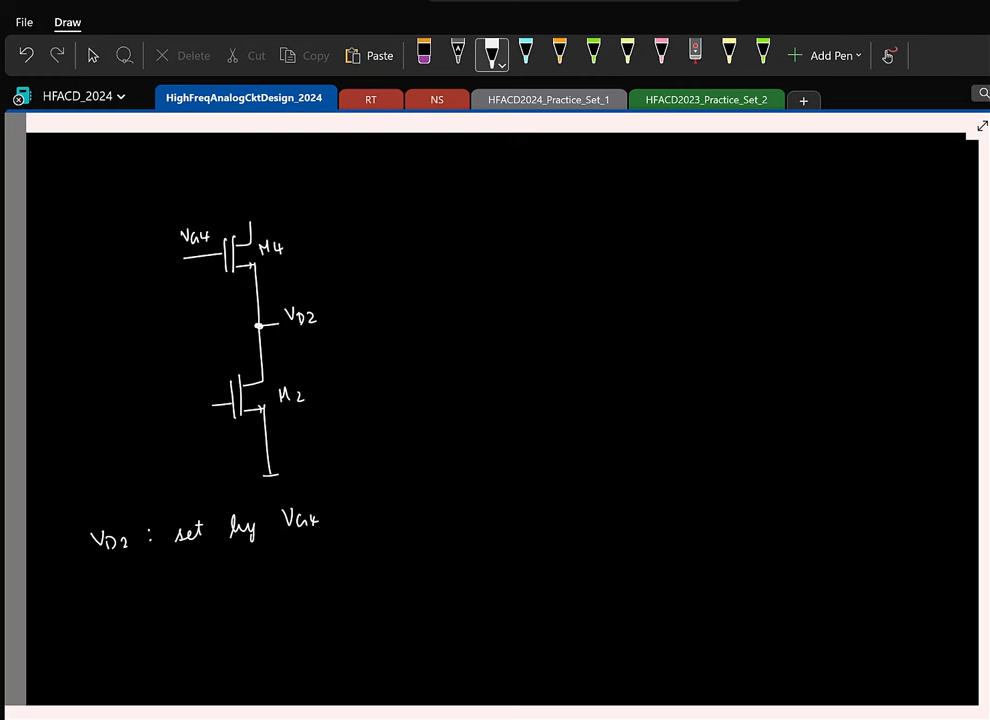 File Draw
Delete Cut Copy Paste Add Pen
HFACD_2024 HighFreqAnalogCktDesign_2024 RT NS HFACD2024_Practice_Set_1 HFACD2023_Practice_Set_2
VG4 M4
VD2
M2
VD2 : set by VG4